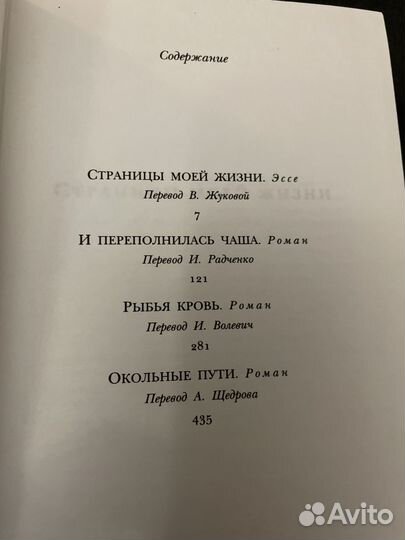 Содержание
СТРАНИЦЫ МОЕЙ ЖИЗНИ. Эссе
Перевод В. Жуковой
7
И ПЕРЕПОЛНИЛАСЬ ЧАША. Роман
Перевод И. Радченко
121
РЫБЬЯ КРОВЬ. Роман
Перевод И. Волевич
281
ОКОЛЬНЫЕ ПУТИ. Роман
Перевод А. Щедрова
435
Avito